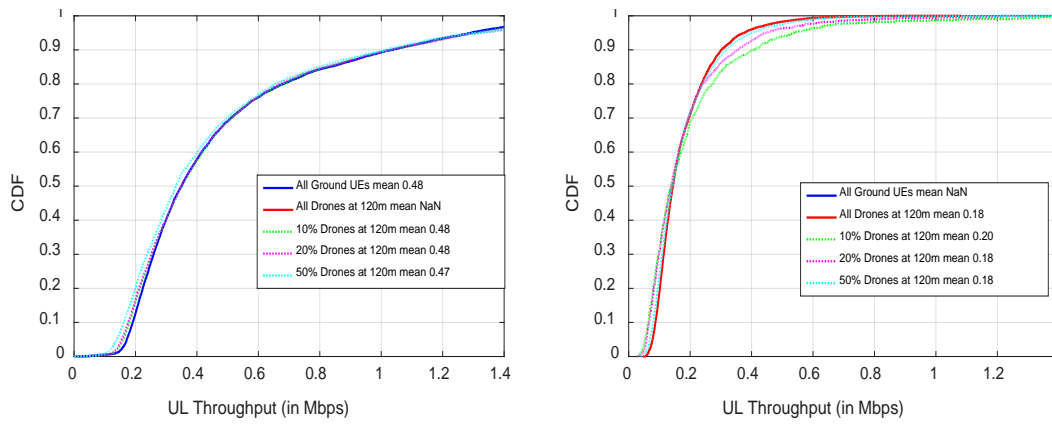 1
0.9
0.8
0.7
0.6
0.5
0.4
0.3
0.2
0.1
0
CDF
0 0.2 0.4 0.6 0.8 1 1.2 1.4
UL Throughput (in Mbps)
All Ground UEs mean 0.48
All Drones at 120m mean NaN
10% Drones at 120m mean 0.48
20% Drones at 120m mean 0.48
50% Drones at 120m mean 0.47
1
0.9
0.8
0.7
0.6
0.5
0.4
0.3
0.2
0.1
0
CDF
0 0.2 0.4 0.6 0.8 1 1.2
UL Throughput (in Mbps)
All Ground UEs mean NaN
All Drones at 120m mean 0.18
10% Drones at 120m mean 0.20
20% Drones at 120m mean 0.18
50% Drones at 120m mean 0.18